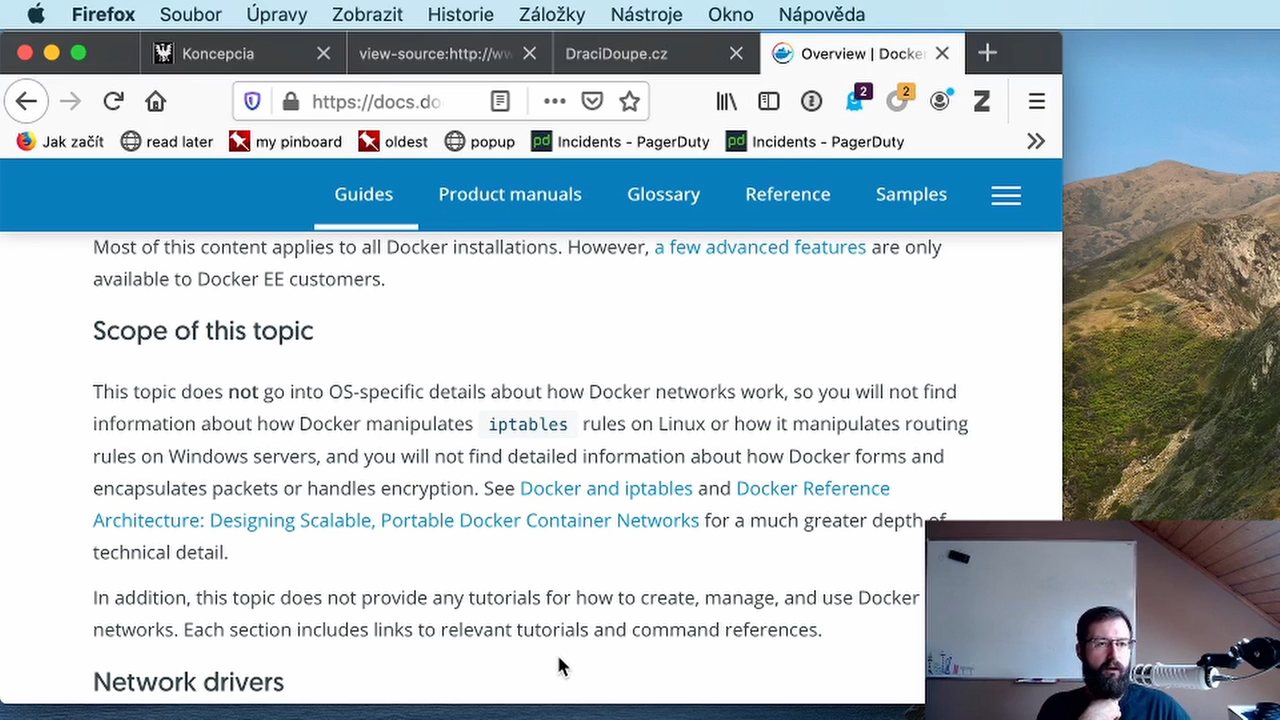 Firefox Soubor Úpravy Zobrazit Historie Záložky Nástroje Okno Nápověda
Koncepcia view-source:http://ww DraciDoupe.cz Overview | Docke
https://docs.do 2 2
Jak začít read later my pinboard oldest popup pd Incidents - PagerDuty pd Incidents - PagerDuty
Guides Product manuals Glossary Reference Samples
Most of this content applies to all Docker installations. However, a few advanced features are only
available to Docker EE customers.
Scope of this topic
This topic does not go into OS-specific details about how Docker networks work, so you will not find
information about how Docker manipulates iptables rules on Linux or how it manipulates routing
rules on Windows servers, and you will not find detailed information about how Docker forms and
encapsulates packets or handles encryption. See Docker and iptables and Docker Reference
Architecture: Designing Scalable, Portable Docker Container Networks for a much greater depth of
technical detail.
In addition, this topic does not provide any tutorials for how to create, manage, and use Docker
networks. Each section includes links to relevant tutorials and command references.
Network drivers